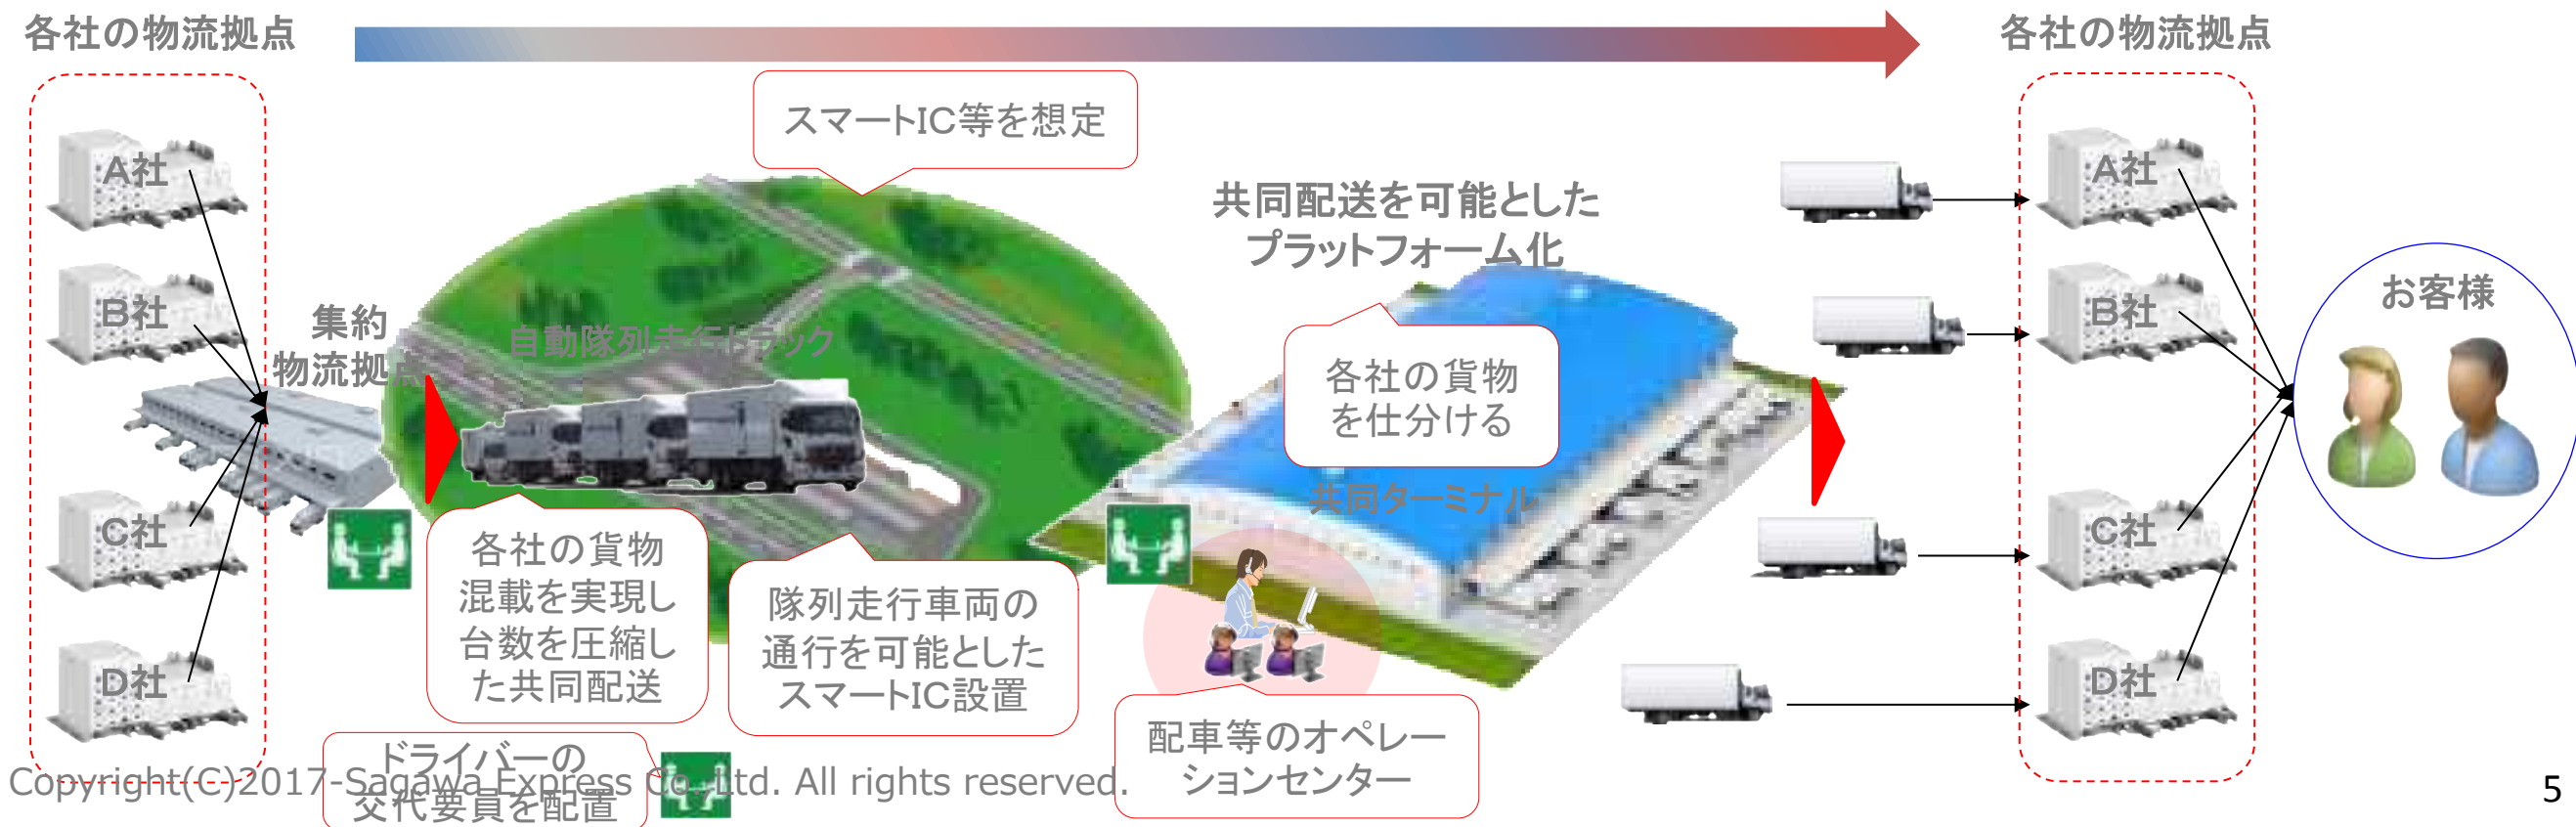 各社の物流拠点
A社
B社
C社
D社
集約
物流拠点
スマートIC等を想定
自動隊列走行トラック
各社の貨物
混載を実現し
台数を圧縮し
た共同配送
隊列走行車両の
通行を可能とした
スマートIC設置
ドライバーの
交代要員を配置
共同配送を可能とした
プラットフォーム化
各社の貨物
を仕分ける
共同ターミナル
配車等のオペレー
ションセンター
各社の物流拠点
A社
B社
C社
D社
お客様
Copyright(C)2017-Sagawa Express Co.,Ltd. All rights reserved.
5